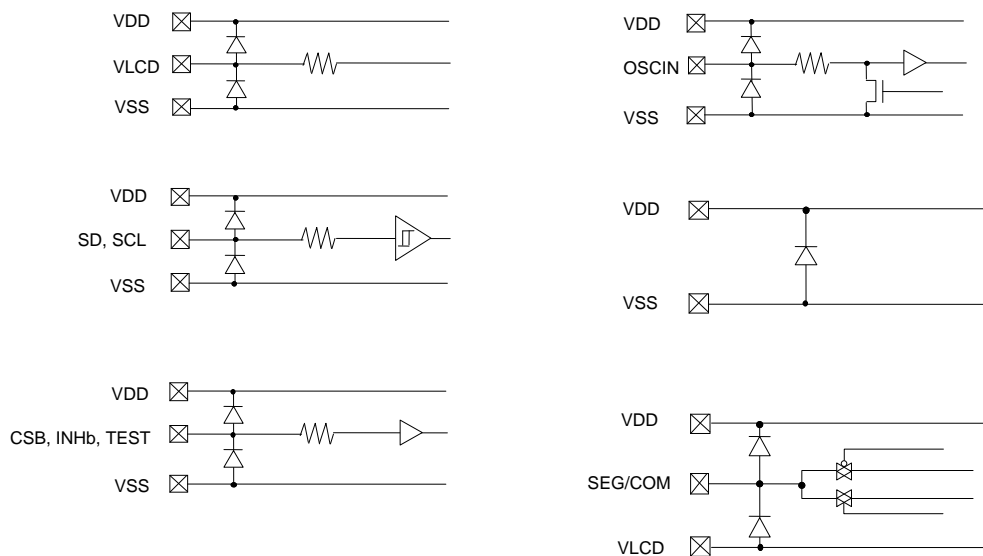 VDD
VLCD
VSS
VDD
SD, SCL
VSS
VDD
CSB, INHb, TEST
VSS
VDD
OSCIN
VSS
VDD
VSS
VDD
SEG/COM
VLCD